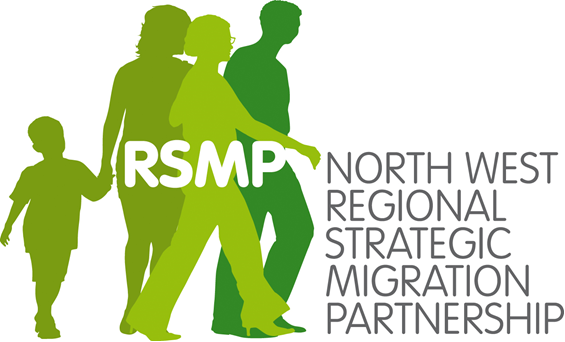 RSMP
NORTH WEST
REGIONAL
STRATEGIC
MIGRATION
PARTNERSHIP